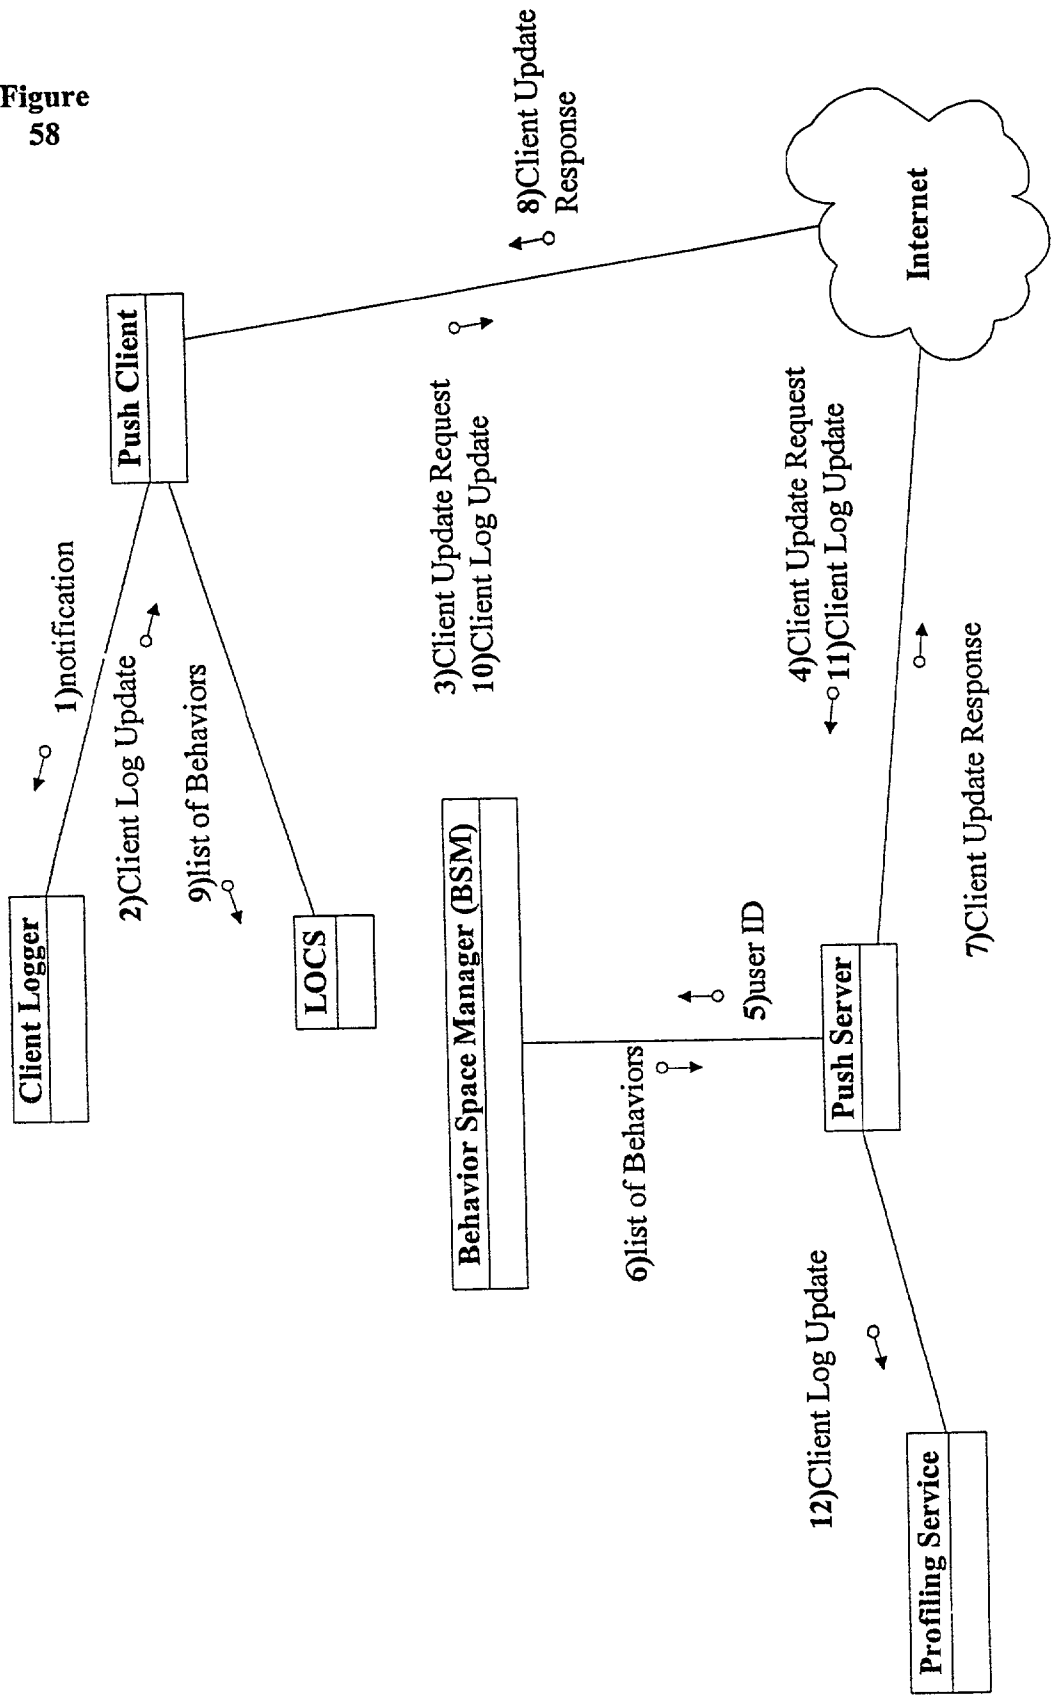 Figure
58
Client Logger
1)notification
2)Client Log Update
9)list of Behaviors
LOCS
Push Client
8)Client Update
Response
3)Client Update Request
10)Client Log Update
Behavior Space Manager (BSM)
6)list of Behaviors
5)user ID
4)Client Update Request
11)Client Log Update
Internet
Push Server
7)Client Update Response
12)Client Log Update
Profiling Service